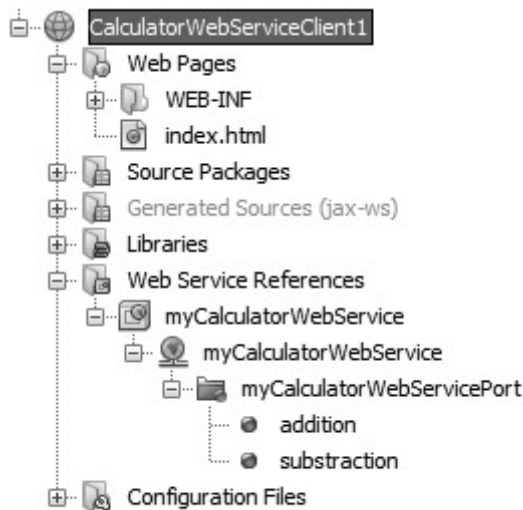 CalculatorWebServiceClient1
Web Pages
WEB-INF
index.html
Source Packages
Generated Sources (jax-ws)
Libraries
Web Service References
myCalculatorWebService
myCalculatorWebService
myCalculatorWebServicePort
addition
substraction
Configuration Files